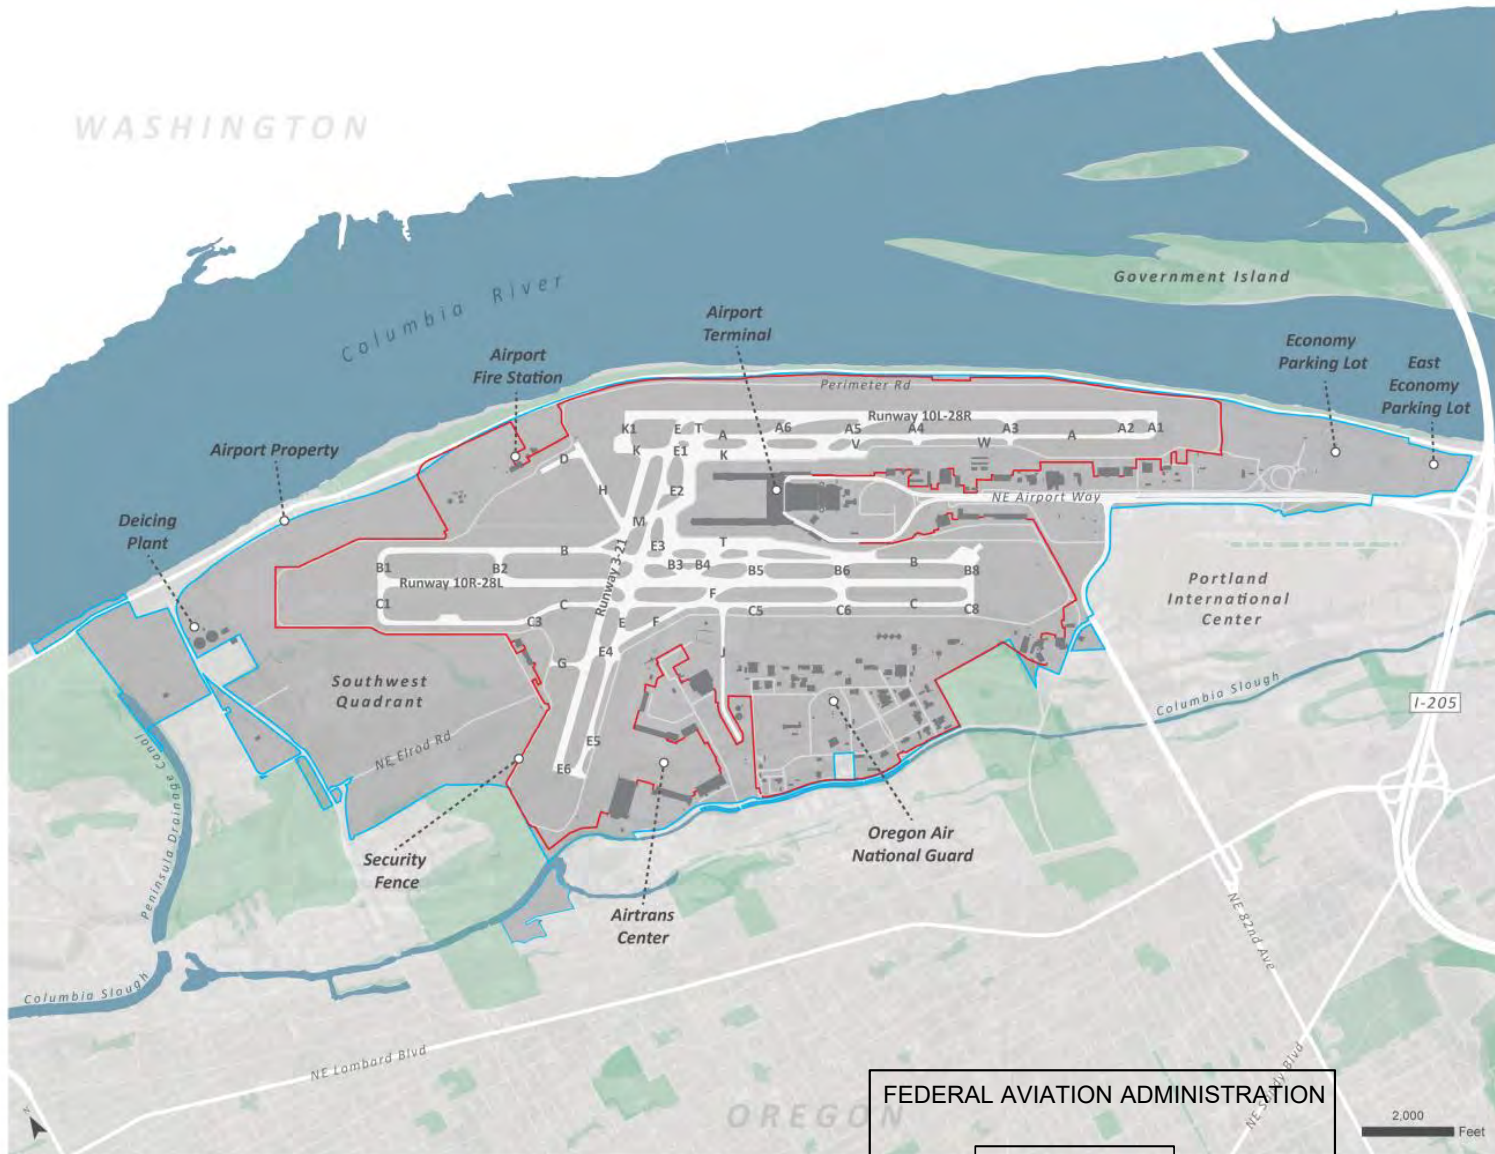 WASHINGTON
Columbia River
Government Island
Airport
Terminal
Airport
Fire Station
Economy
Parking Lot
East
Economy
Parking Lot
Perimeter Rd
Airport Property
Runway 10L-28R
K1
E
T
A
A6
A5
A4
A3
A
A2
A1
K
E1
K
V
W
D
H
E2
NE Airport Way
Deicing
Plant
M
E3
T
B
B
B1
B2
B3
B4
B5
B6
B8
Runway 10R-28L
Runway 3-21
Portland
International
Center
C1
C
F
C5
C6
C
C8
C3
E
F
G
E4
J
Southwest
Quadrant
Columbia Slough
I-205
NE Elrod Rd
E5
E6
Peninsula Drainage Canal
Security
Fence
Oregon Air
National Guard
Airtrans
Center
NE 82nd Ave
Columbia Slough
NE Lombard Blvd
NE Sandy Blvd
OREGON
FEDERAL AVIATION ADMINISTRATION
N
2,000
Feet